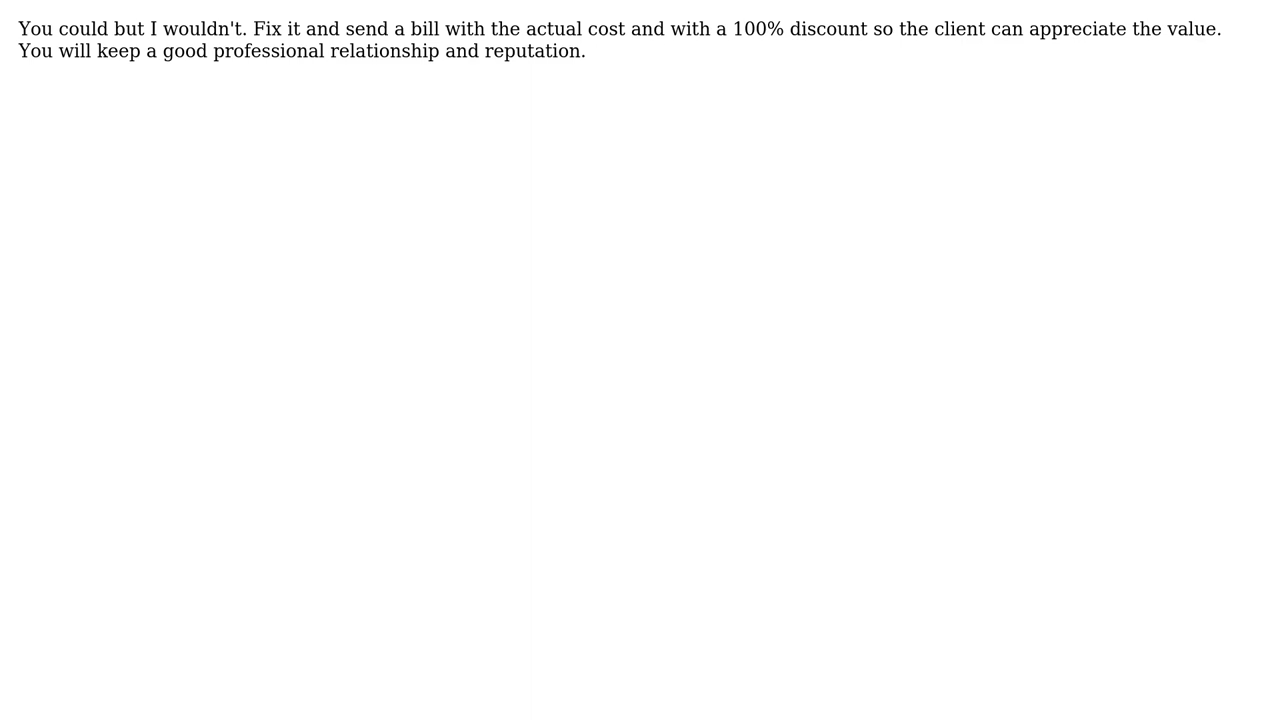 You could but I wouldn't. Fix it and send a bill with the actual cost and with a 100% discount so the client can appreciate the value.
You will keep a good professional relationship and reputation.